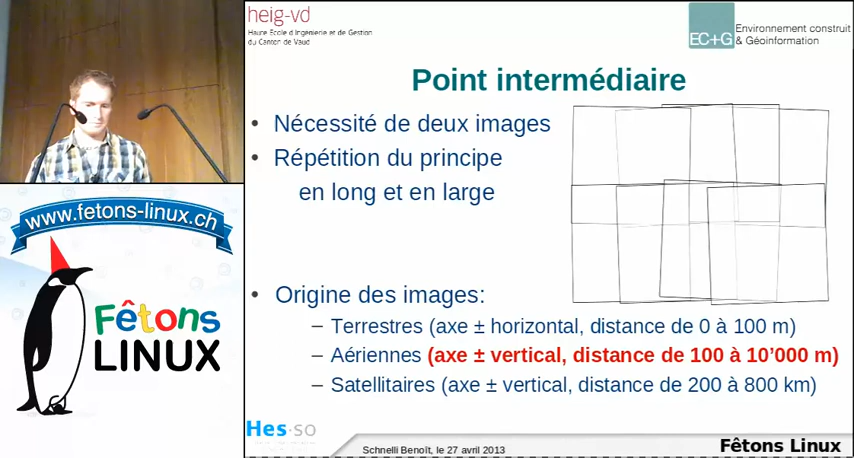 heig-vd
Haute Ecole d'Ingénierie et de Gestion
du Canton de Vaud
EC+G
Environnement construit
& Géoinformation
Point intermédiaire
• Nécessité de deux images
• Répétition du principe
en long et en large
• Origine des images:
– Terrestres (axe ± horizontal, distance de 0 à 100 m)
– Aériennes (axe ± vertical, distance de 100 à 10’000 m)
– Satellitaires (axe ± vertical, distance de 200 à 800 km)
www.fetons-linux.ch
Fêtons
LINUX
Hes·so
Schnelli Benoît, le 27 avril 2013
Fêtons Linux